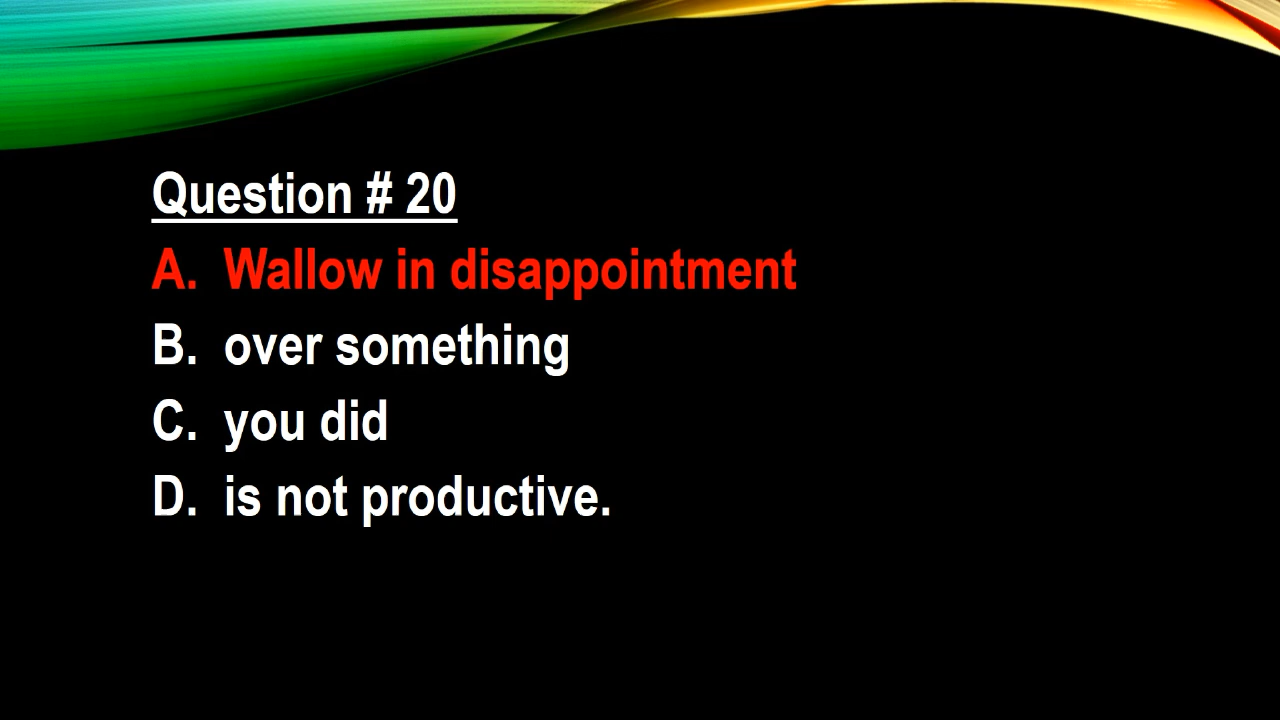 Question # 20
A. Wallow in disappointment
B. over something
C. you did
D. is not productive.